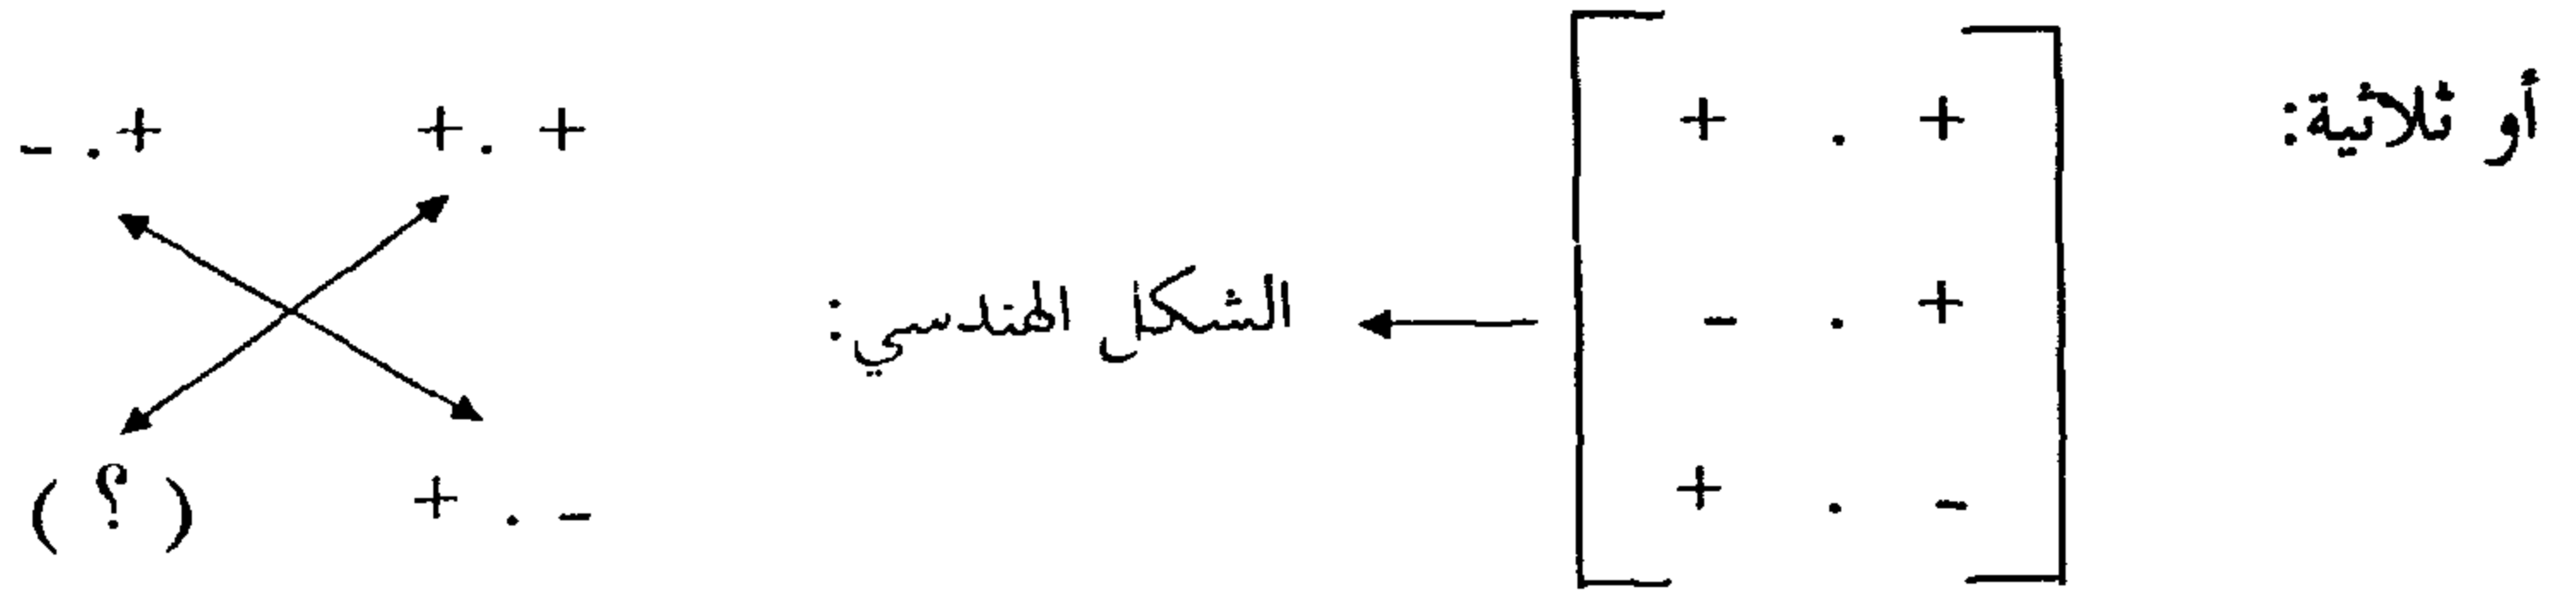 أو ثلاثية:
+ . +
+ . -
- . +
الشكل الهندسي:
+ . +
+ . -
- . +
(؟)